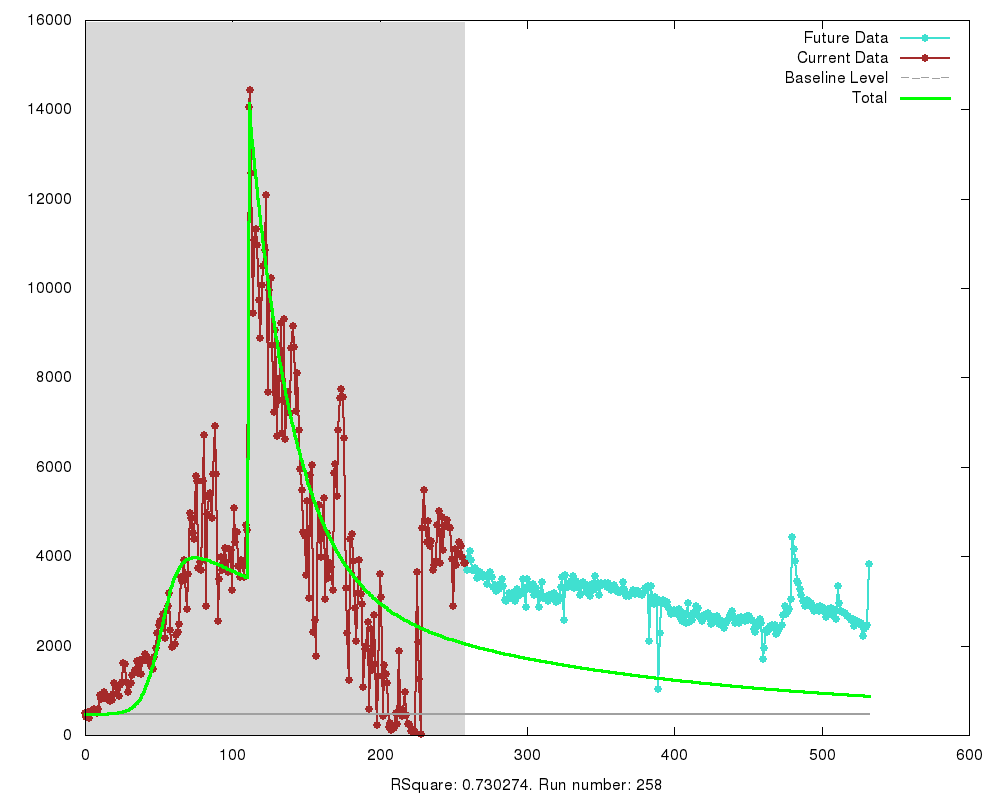 16000
14000
12000
10000
8000
6000
4000
2000
0
0 100 200 300 400 500 600
Future Data
Current Data
Baseline Level
Total
RSquare: 0.730274. Run number: 258